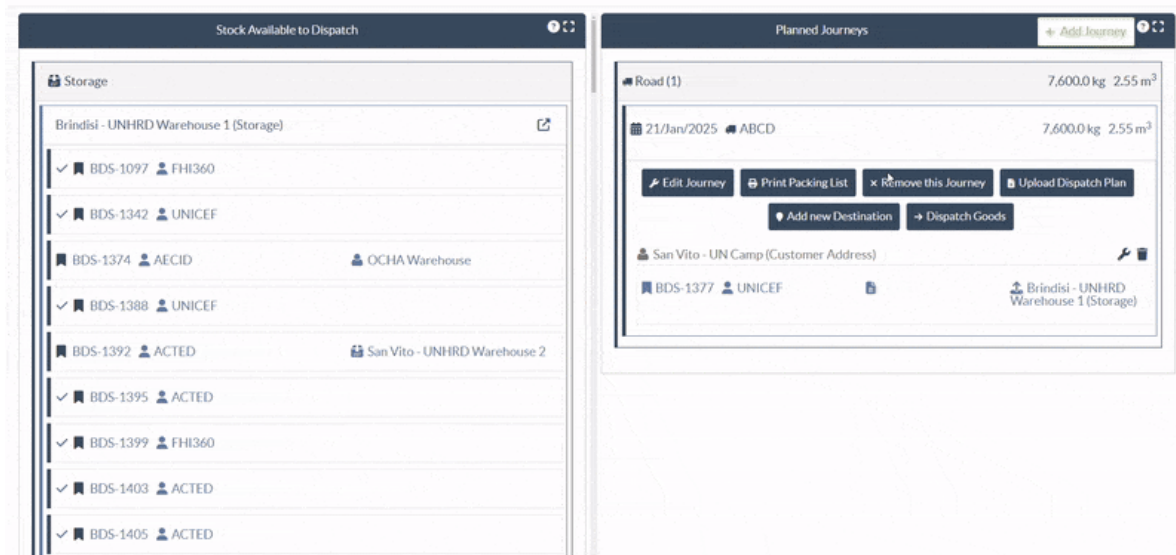 Stock Available to Dispatch
Storage
Brindisi - UNHRD Warehouse 1 (Storage)
BDS-1097 FHI360
BDS-1342 UNICEF
BDS-1374 AECID OCHA Warehouse
BDS-1388 UNICEF
BDS-1392 ACTED San Vito - UNHRD Warehouse 2
BDS-1395 ACTED
BDS-1399 FHI360
BDS-1403 ACTED
BDS-1405 ACTED
Planned Journeys
+ Add Journey
Road (1) 7,600.0 kg 2.55 m³
21/Jan/2025 ABCD 7,600.0 kg 2.55 m³
Edit Journey Print Packing List × Remove this Journey Upload Dispatch Plan
Add new Destination → Dispatch Goods
San Vito - UN Camp (Customer Address)
BDS-1377 UNICEF Brindisi - UNHRD
Warehouse 1 (Storage)